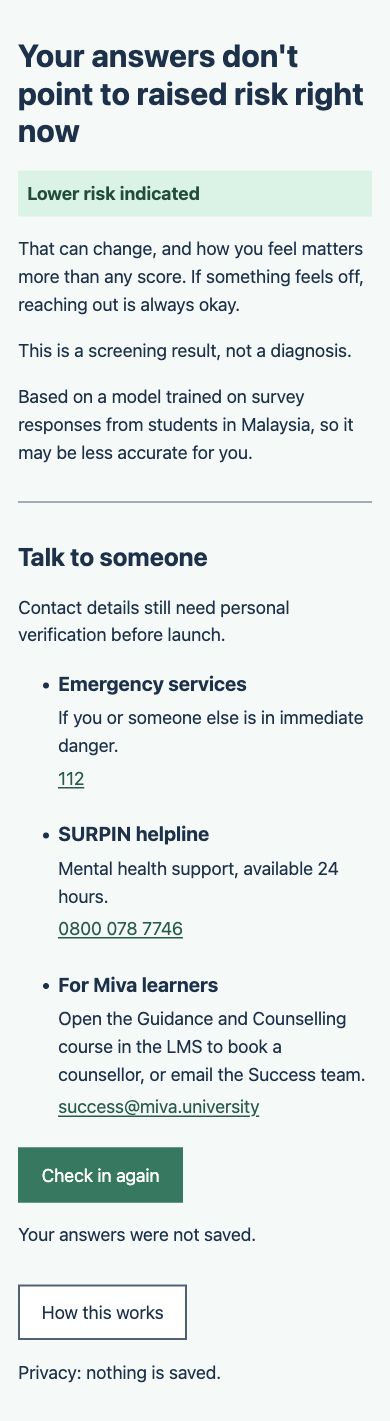 Your answers don't
point to raised risk right
now
Lower risk indicated
That can change, and how you feel matters
more than any score. If something feels off,
reaching out is always okay.
This is a screening result, not a diagnosis.
Based on a model trained on survey
responses from students in Malaysia, so it
may be less accurate for you.
Talk to someone
Contact details still need personal
verification before launch.
• Emergency services
If you or someone else is in immediate
danger.
112
• SURPIN helpline
Mental health support, available 24
hours.
0800 078 7746
• For Miva learners
Open the Guidance and Counselling
course in the LMS to book a
counsellor, or email the Success team.
success@miva.university
Check in again
Your answers were not saved.
How this works
Privacy: nothing is saved.